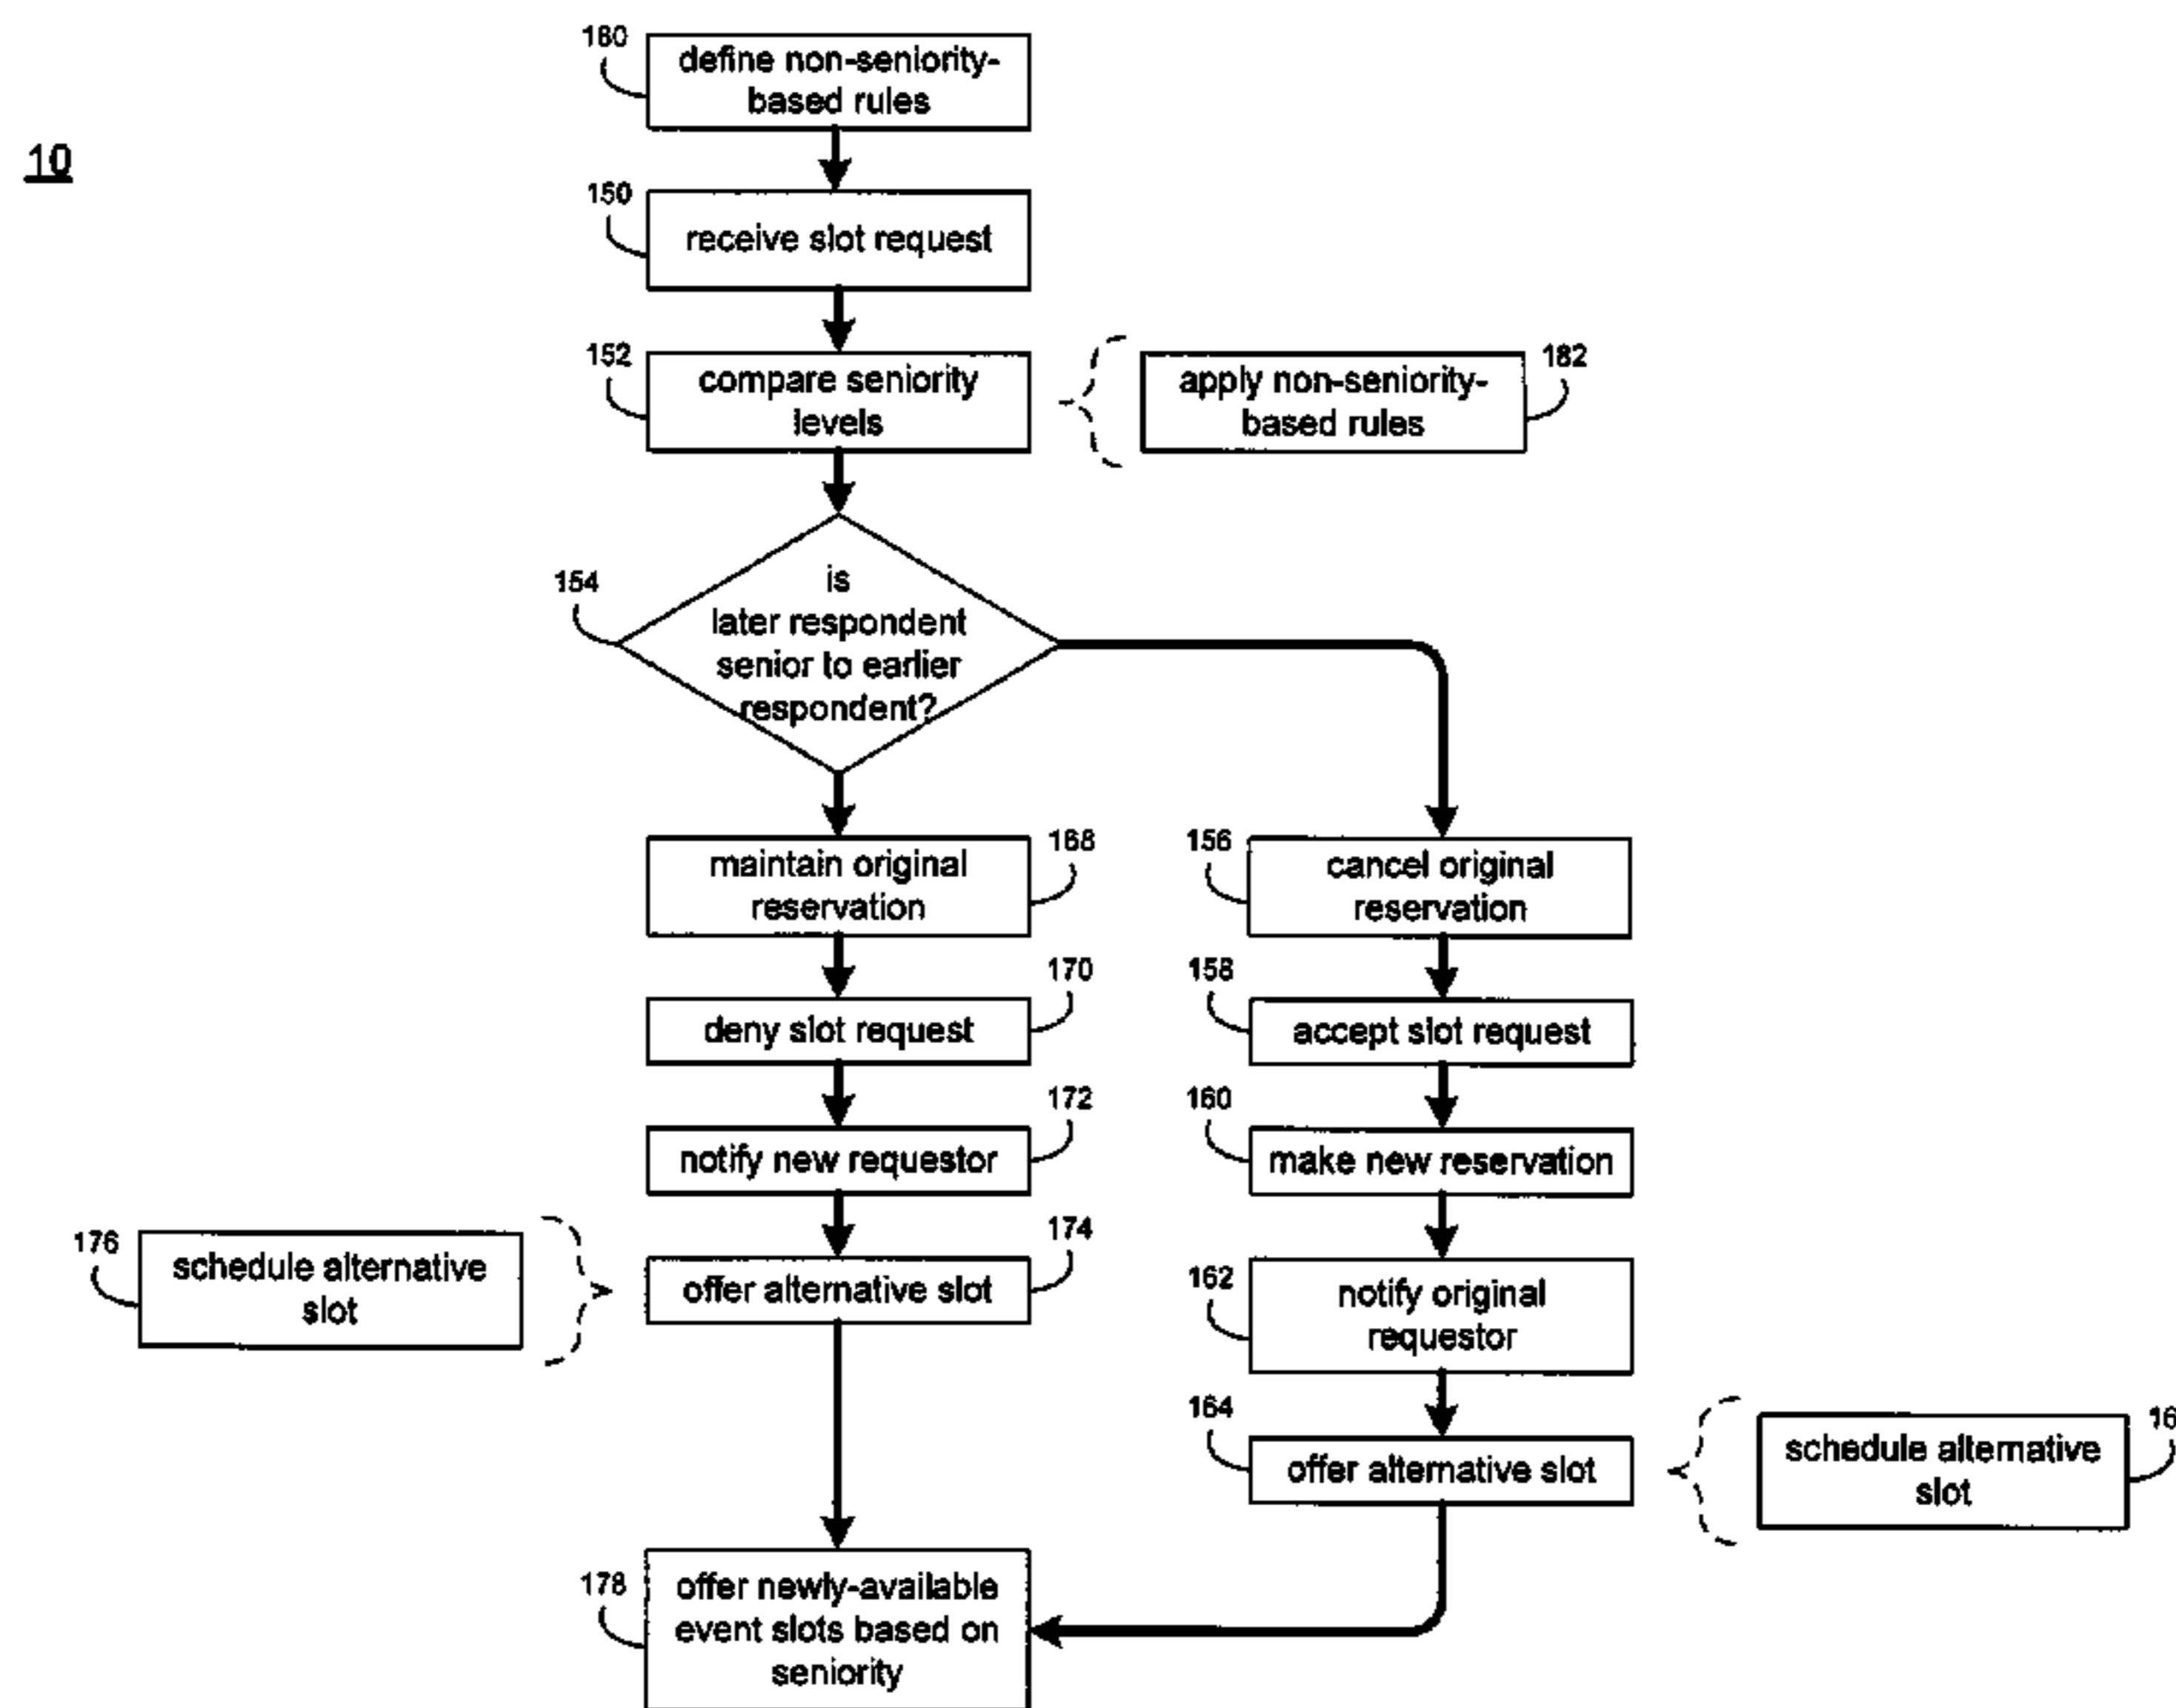 10
180
define non-seniority-
based rules
150
receive slot request
152
compare seniority
levels
182
apply non-seniority-
based rules
154
is
later respondent
senior to earlier
respondent?
168
maintain original
reservation
156
cancel original
reservation
170
deny slot request
158
accept slot request
172
notify new requestor
160
make new reservation
176
schedule alternative
slot
174
offer alternative slot
162
notify original
requestor
164
offer alternative slot
16
schedule alternative
slot
178
offer newly-available
event slots based on
seniority